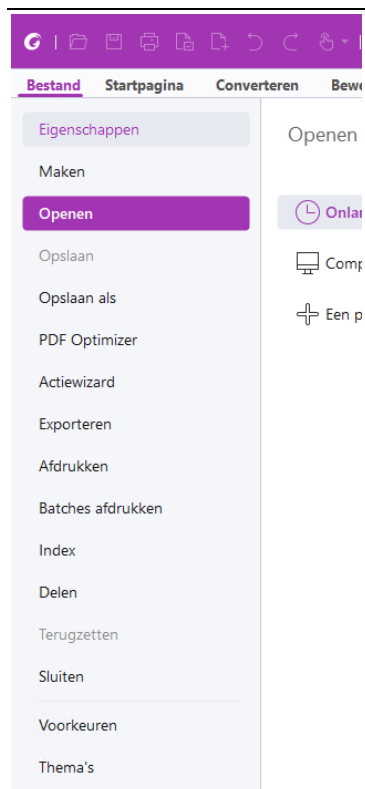 Bestand Startpagina Converteren
Eigenschappen
Openen
Maken
Openen
Opslaan
Opslaan als
PDF Optimizer
Actiewizard
Exporteren
Afdrukken
Batches afdrukken
Index
Delen
Terugzetten
Sluiten
Voorkeuren
Thema's
Een